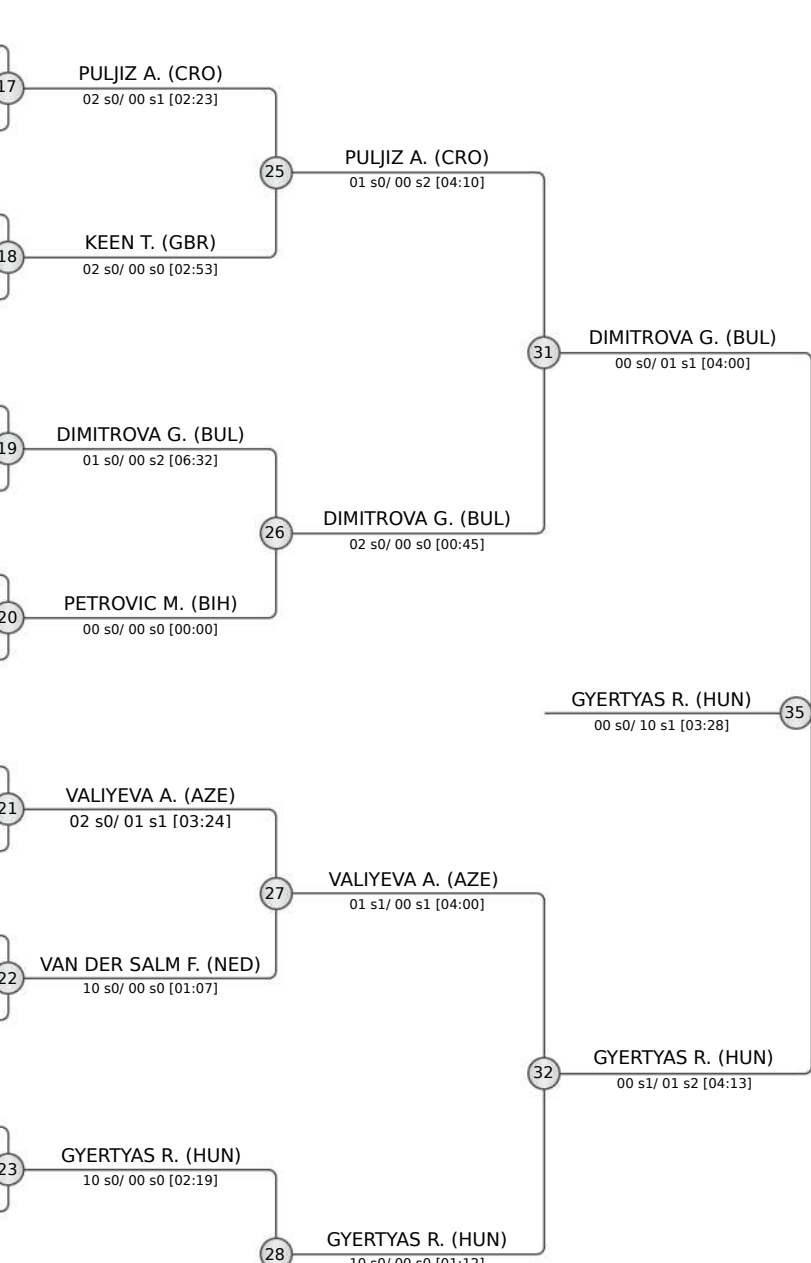 PULJIZ A. (CRO)
17
02 s0/ 00 s1 [02:23]
PULJIZ A. (CRO)
25
01 s0/ 00 s2 [04:10]
KEEN T. (GBR)
18
02 s0/ 00 s0 [02:53]
DIMITROVA G. (BUL)
31
00 s0/ 01 s1 [04:00]
DIMITROVA G. (BUL)
19
01 s0/ 00 s2 [06:32]
DIMITROVA G. (BUL)
26
02 s0/ 00 s0 [00:45]
PETROVIC M. (BIH)
20
00 s0/ 00 s0 [00:00]
GYERTYAS R. (HUN)
35
00 s0/ 10 s1 [03:28]
VALIYEVA A. (AZE)
21
02 s0/ 01 s1 [03:24]
VALIYEVA A. (AZE)
27
01 s1/ 00 s1 [04:00]
VAN DER SALM F. (NED)
22
10 s0/ 00 s0 [01:07]
GYERTYAS R. (HUN)
32
00 s1/ 01 s2 [04:13]
GYERTYAS R. (HUN)
23
10 s0/ 00 s0 [02:19]
GYERTYAS R. (HUN)
28
10 s0/ 00 s0